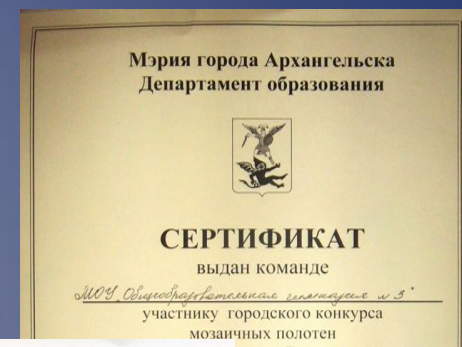 Мэрия города Архангельска
Департамент образования
СЕРТИФИКАТ
выдан команде
МОУ „Общеобразовательная гимназия № 3"
участнику городского конкурса
мозаичных полотен